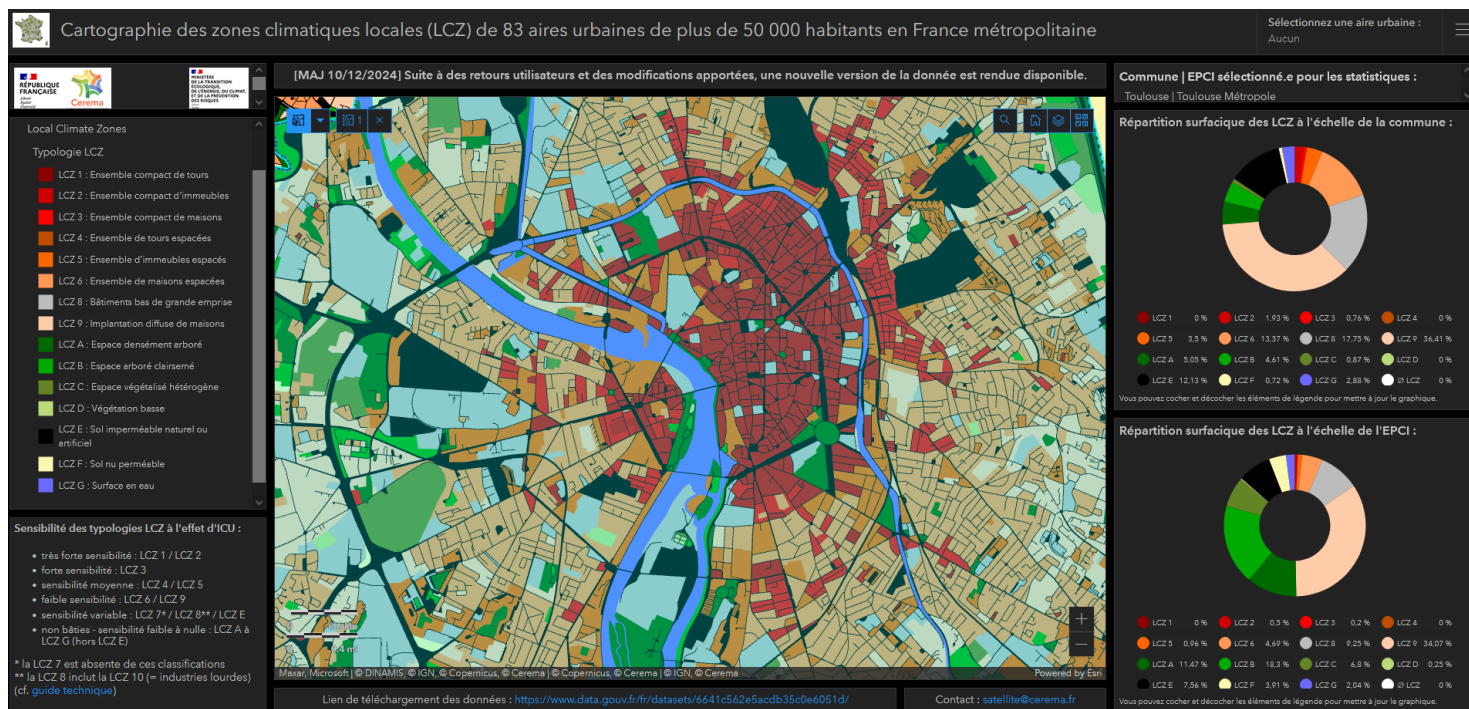 Cartographie des zones climatiques locales (LCZ) de 83 aires urbaines de plus de 50 000 habitants en France métropolitaine
Sélectionnez une aire urbaine :
Aucun
RÉPUBLIQUE
FRANÇAISE
Liberté
Égalité
Fraternité
Cerema
MINISTÈRE
DE LA TRANSITION
ÉCOLOGIQUE,
DE L'ÉNERGIE, DU CLIMAT,
ET DE LA PRÉVENTION
DES RISQUES
Local Climate Zones
Typologie LCZ
LCZ 1 : Ensemble compact de tours
LCZ 2 : Ensemble compact d'immeubles
LCZ 3 : Ensemble compact de maisons
LCZ 4 : Ensemble de tours espacées
LCZ 5 : Ensemble d'immeubles espacés
LCZ 6 : Ensemble de maisons espacées
LCZ 8 : Bâtiments bas de grande emprise
LCZ 9 : Implantation diffuse de maisons
LCZ A : Espace densément arboré
LCZ B : Espace arboré clairsemé
LCZ C : Espace végétalisé hétérogène
LCZ D : Végétation basse
LCZ E : Sol imperméable naturel ou
artificiel
LCZ F : Sol nu perméable
LCZ G : Surface en eau
Sensibilité des typologies LCZ à l'effet d'ICU :
• très forte sensibilité : LCZ 1 / LCZ 2
• forte sensibilité : LCZ 3
• sensibilité moyenne : LCZ 4 / LCZ 5
• faible sensibilité : LCZ 6 / LCZ 9
• sensibilité variable : LCZ 7* / LCZ 8** / LCZ E
• non bâties - sensibilité faible à nulle : LCZ A à
LCZ G (hors LCZ E)
* la LCZ 7 est absente de ces classifications
** la LCZ 8 inclut la LCZ 10 (= industries lourdes)
(cf. guide technique)
[MAJ 10/12/2024] Suite à des retours utilisateurs et des modifications apportées, une nouvelle version de la donnée est rendue disponible.
1
mi
Maxar, Microsoft | © DINAMIS, © IGN, © Copernicus, © Cerema | © Copernicus, © Cerema | © IGN, © Cerema
Powered by Esri
Lien de téléchargement des données : https://www.data.gouv.fr/fr/datasets/6641c562e5acdb35c0e6051d/
Contact : satellite@cerema.fr
Commune | EPCI sélectionné.e pour les statistiques :
Toulouse | Toulouse Métropole
Répartition surfacique des LCZ à l'échelle de la commune :
LCZ 1 0 % LCZ 2 1,93 % LCZ 3 0,76 % LCZ 4 0 %
LCZ 5 3,5 % LCZ 6 13,37 % LCZ 8 17,75 % LCZ 9 36,41 %
LCZ A 5,05 % LCZ B 4,61 % LCZ C 0,87 % LCZ D 0 %
LCZ E 12,13 % LCZ F 0,72 % LCZ G 2,88 % Ø LCZ 0 %
Vous pouvez cocher et décocher les éléments de légende pour mettre à jour le graphique.
Répartition surfacique des LCZ à l'échelle de l'EPCI :
LCZ 1 0 % LCZ 2 0,5 % LCZ 3 0,2 % LCZ 4 0 %
LCZ 5 0,96 % LCZ 6 4,69 % LCZ 8 9,25 % LCZ 9 34,07 %
LCZ A 11,47 % LCZ B 18,3 % LCZ C 6,8 % LCZ D 0,25 %
LCZ E 7,56 % LCZ F 3,91 % LCZ G 2,04 % Ø LCZ 0 %
Vous pouvez cocher et décocher les éléments de légende pour mettre à jour le graphique.